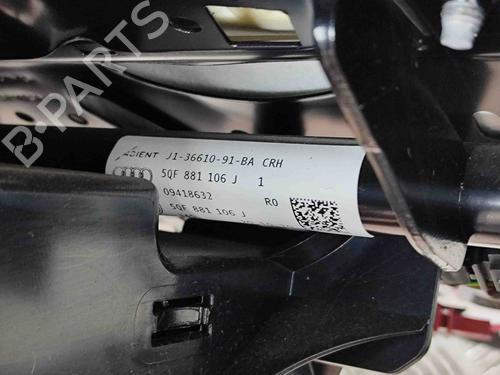 B-PARTS
ADIENT J1-36610-91-BA CRH
5QF 881 106 J 1
09418632 R0
5QF 881 106 J